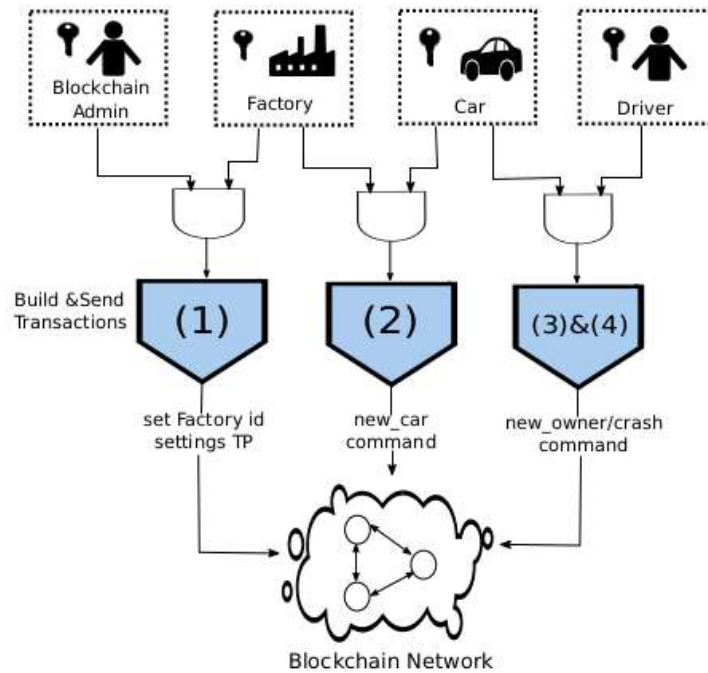 Blockchain
Admin
Factory
Car
Driver
Build &Send
Transactions
(1)
(2)
(3)&(4)
set Factory id
settings TP
new_car
command
new_owner/crash
command
Blockchain Network